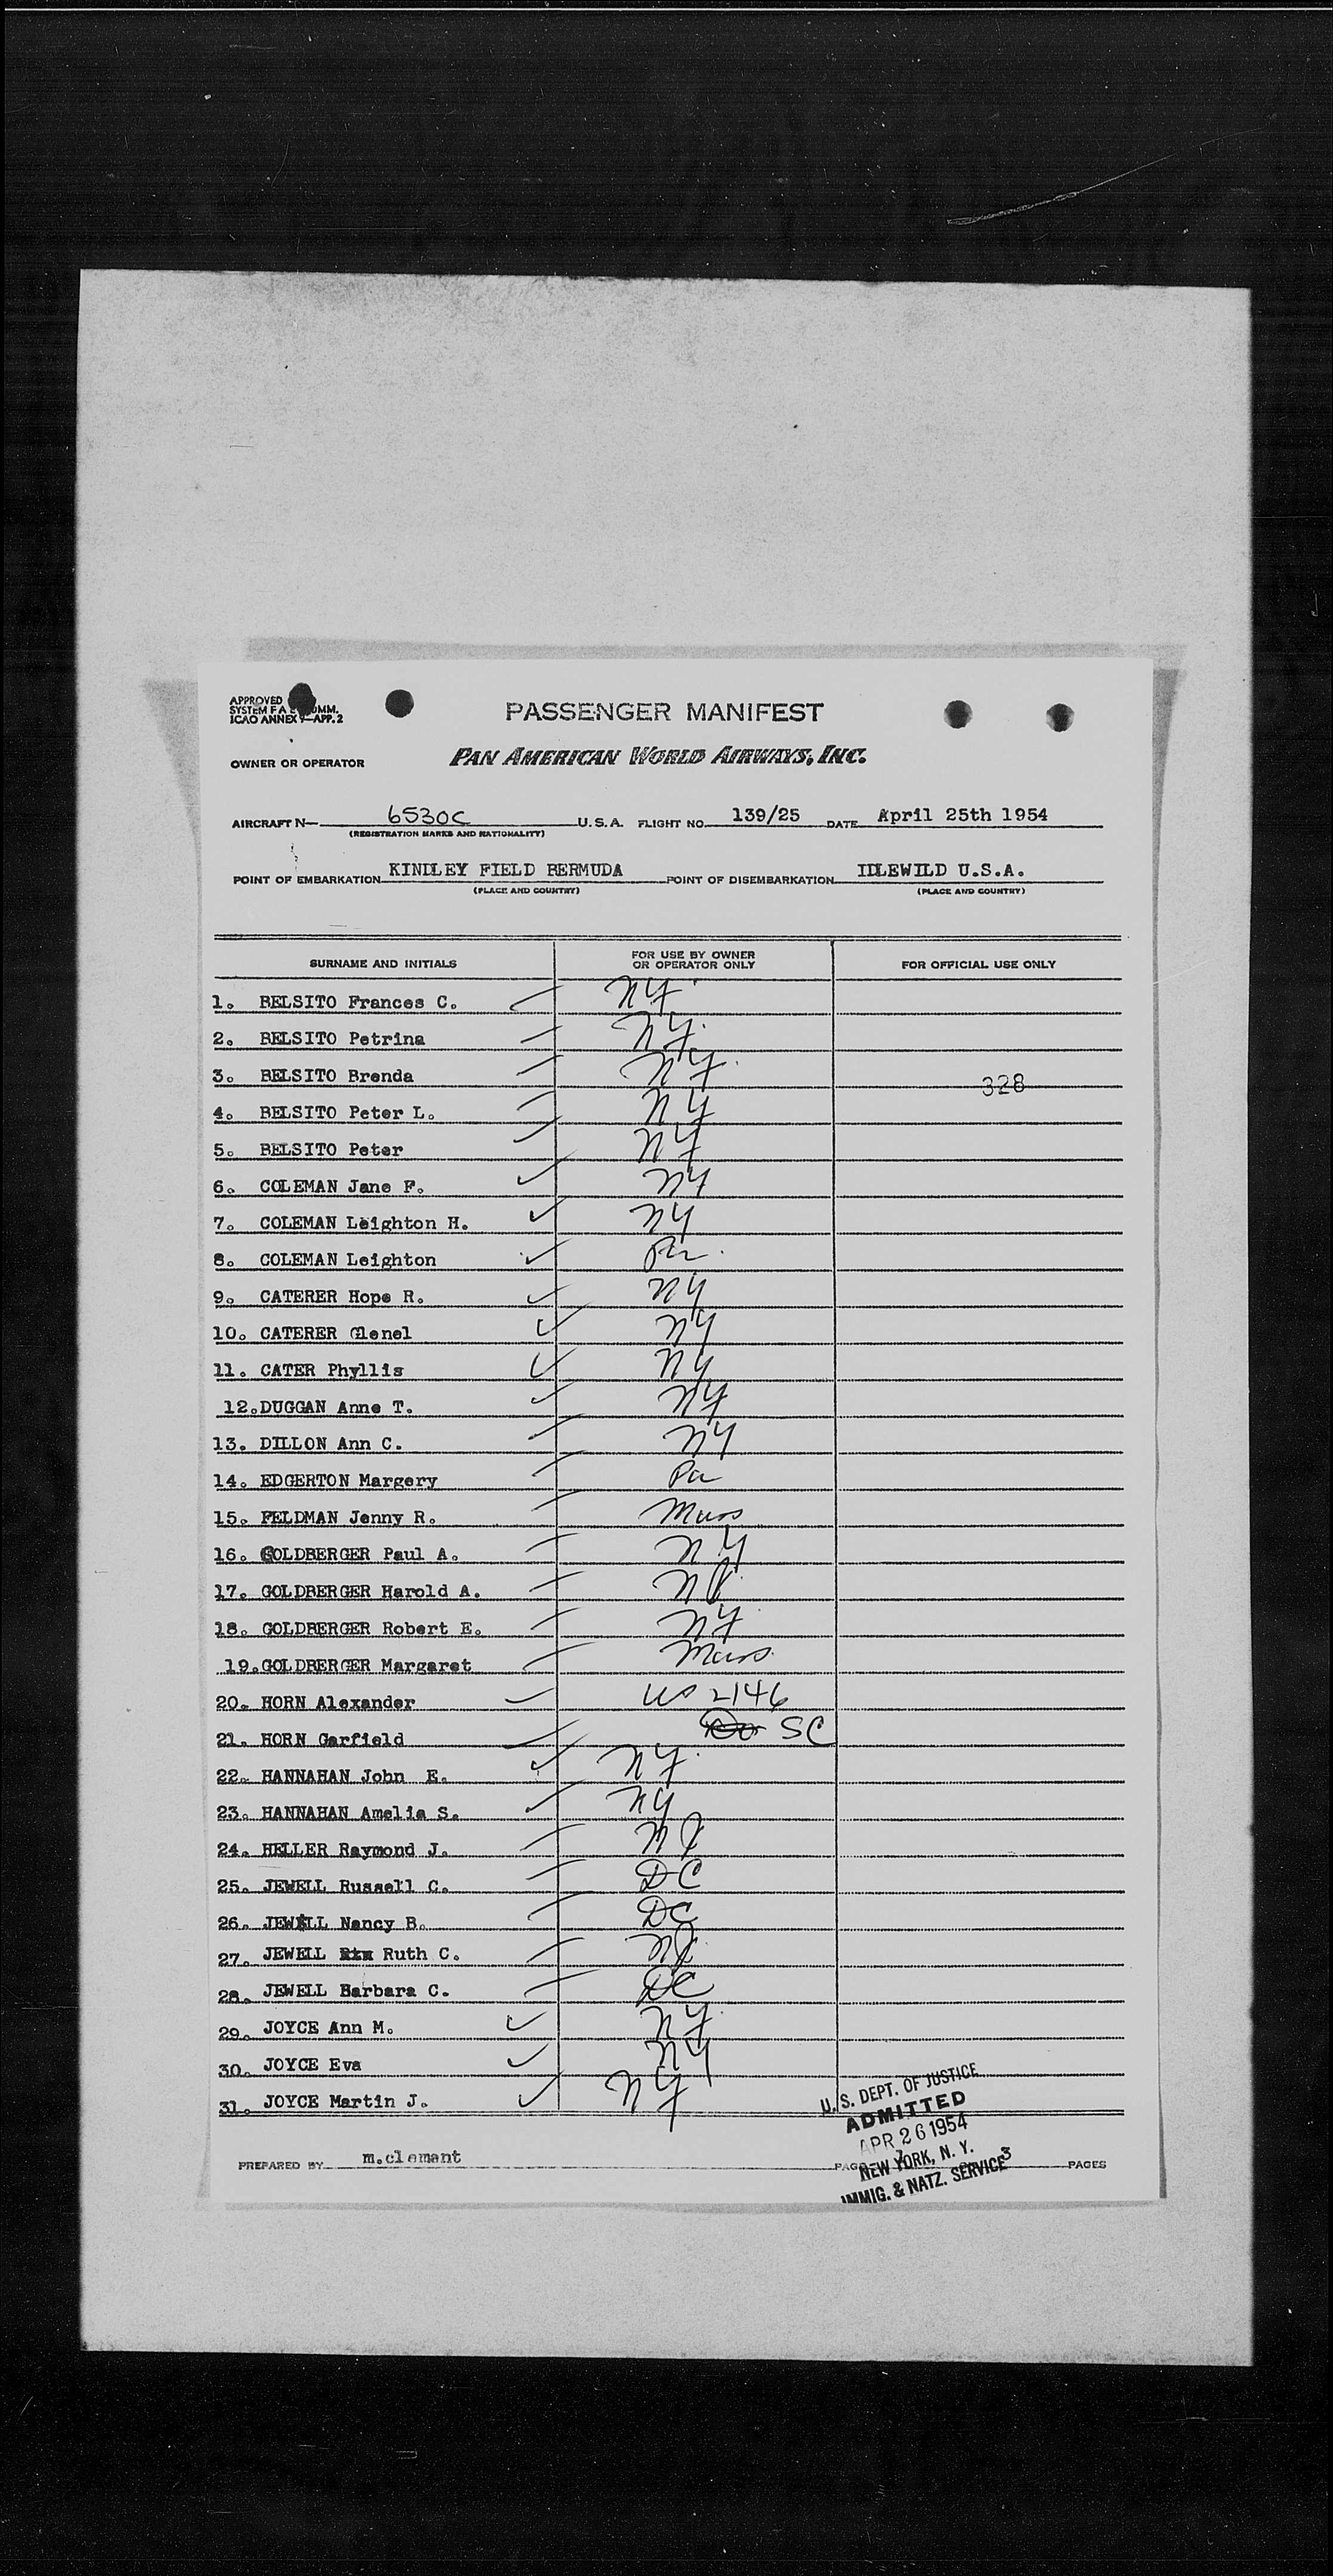 APPROVED
SYSTEM F A COMM.
ICAO ANNEX 9-APP. 2
PASSENGER MANIFEST
OWNER OR OPERATOR PAN AMERICAN WORLD AIRWAYS, INC.
AIRCRAFT N- 6530C U.S.A. FLIGHT NO. 139/25 DATE April 25th 1954
(REGISTRATION MARKS AND NATIONALITY)
POINT OF EMBARKATION KINDLEY FIELD BERMUDA POINT OF DISEMBARKATION IDLEWILD U.S.A.
(PLACE AND COUNTRY) (PLACE AND COUNTRY)
SURNAME AND INITIALS FOR USE BY OWNER OR OPERATOR ONLY FOR OFFICIAL USE ONLY
1. BELSITO Frances C. NY
2. BELSITO Petrina NY
3. BELSITO Brenda NY 328
4. BELSITO Peter L. NY
5. BELSITO Peter NY
6. COLEMAN Jane F. NY
7. COLEMAN Leighton H. NY
8. COLEMAN Leighton Pa
9. CATERER Hope R. NY
10. CATERER Glenel NY
11. CATER Phyllis NY
12. DUGGAN Anne T. NY
13. DILLON Ann C. NY
14. EDGERTON Margery Pa
15. FELDMAN Jenny R. Mass
16. GOLDBERGER Paul A. NY
17. GOLDBERGER Harold A. NJ
18. GOLDBERGER Robert E. NY
19. GOLDBERGER Margaret Mass
20. HORN Alexander US 2146
21. HORN Garfield Do SC
22. HANNAHAN John E. NY
23. HANNAHAN Amelia S. NY
24. HELLER Raymond J. NJ
25. JEWELL Russell C. DC
26. JEWELL Nancy B. DC
27. JEWELL Ruth C. NJ
28. JEWELL Barbara C. DC
29. JOYCE Ann M. NY
30. JOYCE Eva NY
31. JOYCE Martin J. NY
U.S. DEPT. OF JUSTICE
ADMITTED
APR 26 1954
NEW YORK, N. Y.
IMMIG. & NATZ. SERVICE
PREPARED BY m.clemant 3 PAGES